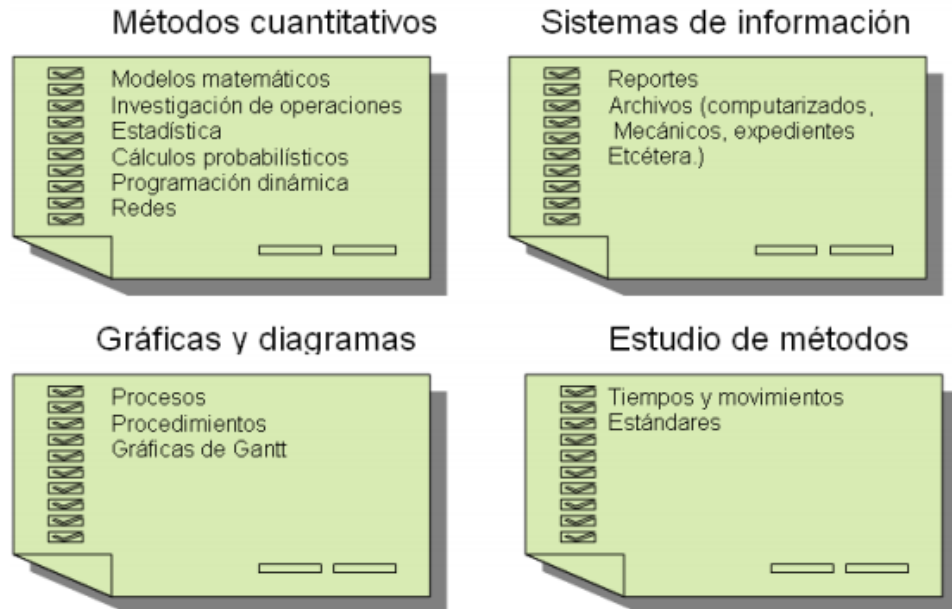 Métodos cuantitativos
Modelos matemáticos
Investigación de operaciones
Estadística
Cálculos probabilísticos
Programación dinámica
Redes
Sistemas de información
Reportes
Archivos (computarizados,
Mecánicos, expedientes
Etcétera.)
Gráficas y diagramas
Procesos
Procedimientos
Gráficas de Gantt
Estudio de métodos
Tiempos y movimientos
Estándares